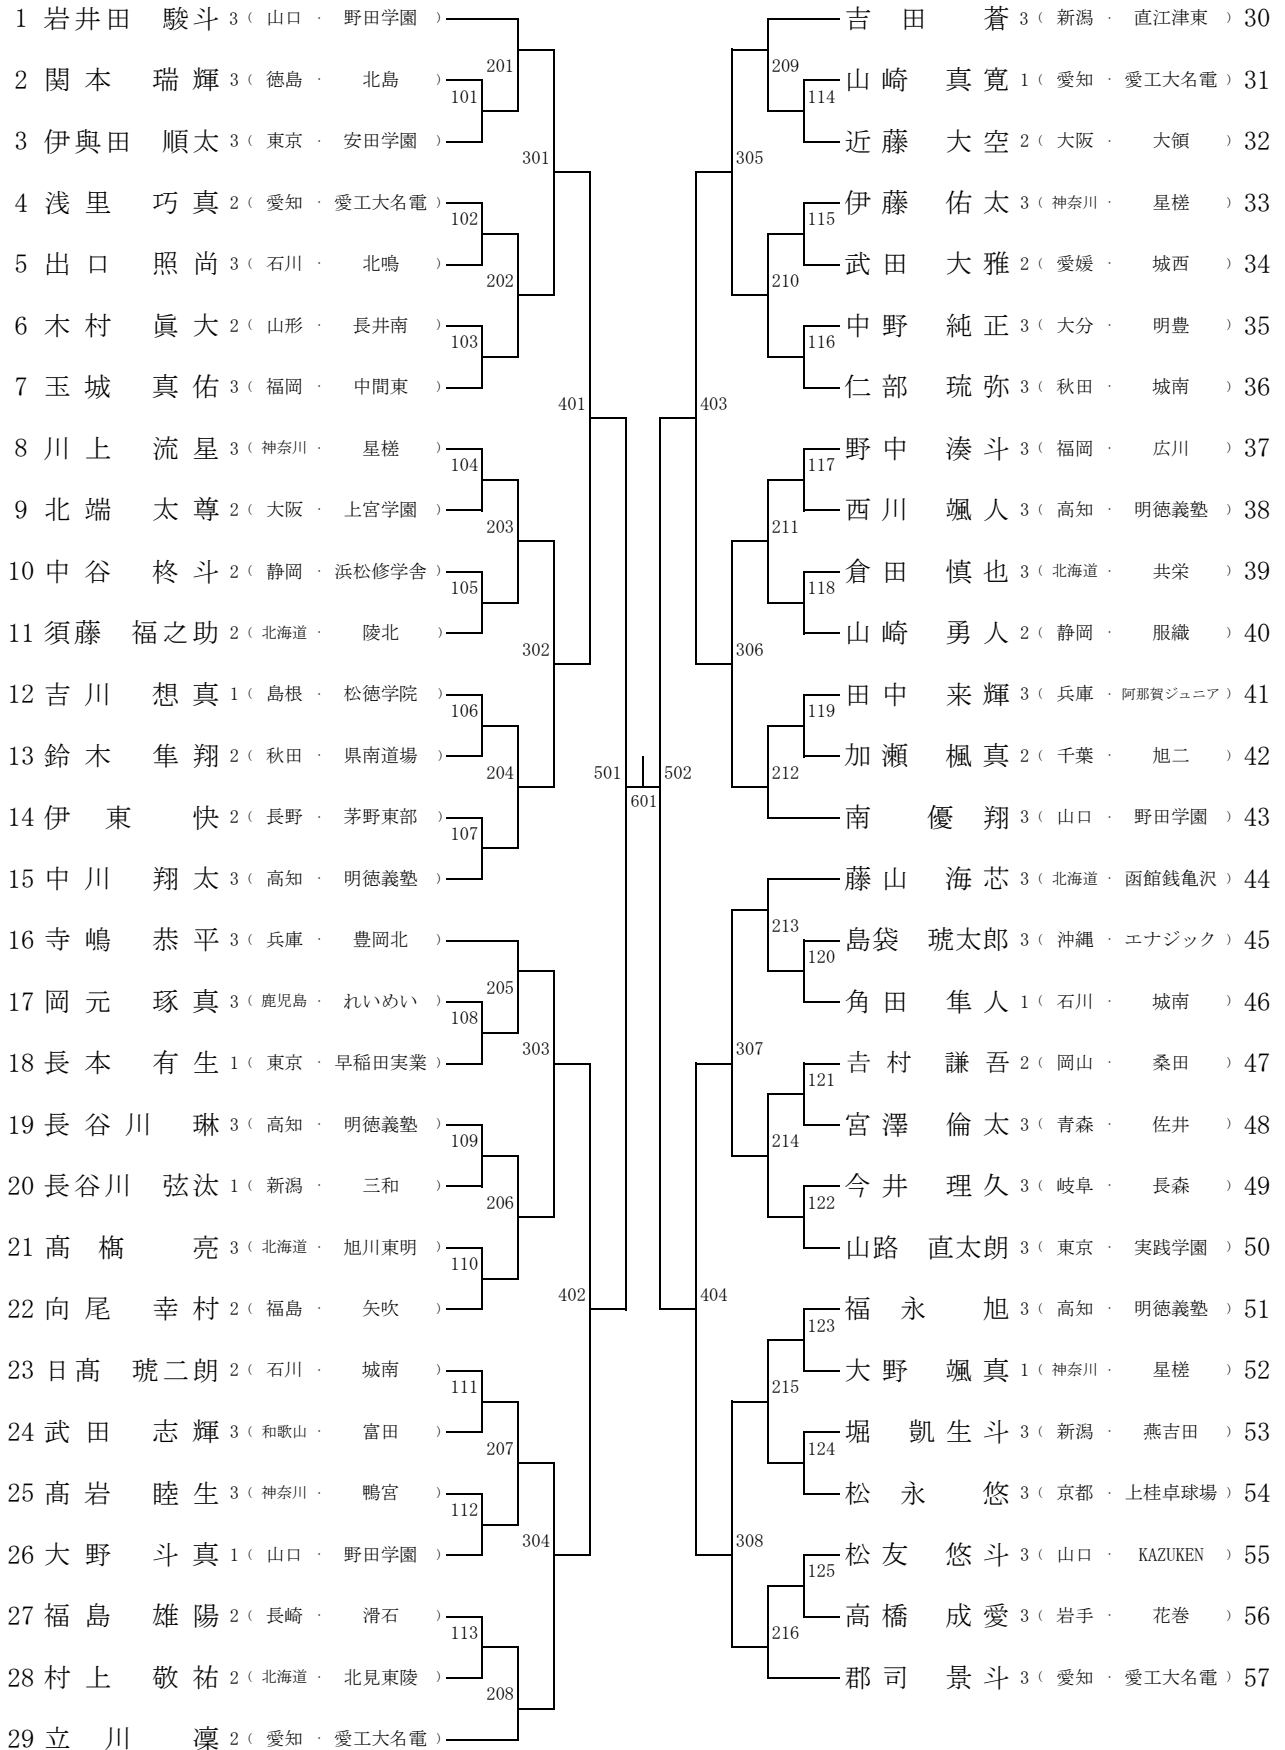 1 岩井田 駿斗 3 ( 山口 ・ 野田学園 )
2 関本 瑞輝 3 ( 徳島 ・ 北島 )
3 伊與田 順太 3 ( 東京 ・ 安田学園 )
4 浅里 巧真 2 ( 愛知 ・ 愛工大名電 )
5 出口 照尚 3 ( 石川 ・ 北鳴 )
6 木村 眞大 2 ( 山形 ・ 長井南 )
7 玉城 真佑 3 ( 福岡 ・ 中間東 )
8 川上 流星 3 ( 神奈川 ・ 星槎 )
9 北端 太尊 2 ( 大阪 ・ 上宮学園 )
10 中谷 柊斗 2 ( 静岡 ・ 浜松修学舎 )
11 須藤 福之助 2 ( 北海道 ・ 陵北 )
12 吉川 想真 1 ( 島根 ・ 松徳学院 )
13 鈴木 隼翔 2 ( 秋田 ・ 県南道場 )
14 伊東 快 2 ( 長野 ・ 茅野東部 )
15 中川 翔太 3 ( 高知 ・ 明徳義塾 )
16 寺嶋 恭平 3 ( 兵庫 ・ 豊岡北 )
17 岡元 琢真 3 ( 鹿児島 ・ れいめい )
18 長本 有生 1 ( 東京 ・ 早稲田実業 )
19 長谷川 琳 3 ( 高知 ・ 明徳義塾 )
20 長谷川 弦汰 1 ( 新潟 ・ 三和 )
21 髙槗 亮 3 ( 北海道 ・ 旭川東明 )
22 向尾 幸村 2 ( 福島 ・ 矢吹 )
23 日髙 琥二朗 2 ( 石川 ・ 城南 )
24 武田 志輝 3 ( 和歌山 ・ 富田 )
25 髙岩 睦生 3 ( 神奈川 ・ 鴨宮 )
26 大野 斗真 1 ( 山口 ・ 野田学園 )
27 福島 雄陽 2 ( 長崎 ・ 滑石 )
28 村上 敬祐 2 ( 北海道 ・ 北見東陵 )
29 立川 凜 2 ( 愛知 ・ 愛工大名電 )
101
102
103
104
105
106
107
108
109
110
111
112
113
201
202
203
204
205
206
207
208
301
302
303
304
401
402
501
601
502
403
404
305
306
307
308
209
210
211
212
213
214
215
216
114
115
116
117
118
119
120
121
122
123
124
125
吉田 蒼 3 ( 新潟 ・ 直江津東 ) 30
山崎 真寛 1 ( 愛知 ・ 愛工大名電 ) 31
近藤 大空 2 ( 大阪 ・ 大領 ) 32
伊藤 佑太 3 ( 神奈川 ・ 星槎 ) 33
武田 大雅 2 ( 愛媛 ・ 城西 ) 34
中野 純正 3 ( 大分 ・ 明豊 ) 35
仁部 琉弥 3 ( 秋田 ・ 城南 ) 36
野中 湊斗 3 ( 福岡 ・ 広川 ) 37
西川 颯人 3 ( 高知 ・ 明徳義塾 ) 38
倉田 慎也 3 ( 北海道 ・ 共栄 ) 39
山崎 勇人 2 ( 静岡 ・ 服織 ) 40
田中 来輝 3 ( 兵庫 ・ 阿那賀ジュニア ) 41
加瀬 楓真 2 ( 千葉 ・ 旭二 ) 42
南 優翔 3 ( 山口 ・ 野田学園 ) 43
藤山 海芯 3 ( 北海道 ・ 函館銭亀沢 ) 44
島袋 琥太郎 3 ( 沖縄 ・ エナジック ) 45
角田 隼人 1 ( 石川 ・ 城南 ) 46
𠮷村 謙吾 2 ( 岡山 ・ 桑田 ) 47
宮澤 倫太 3 ( 青森 ・ 佐井 ) 48
今井 理久 3 ( 岐阜 ・ 長森 ) 49
山路 直太朗 3 ( 東京 ・ 実践学園 ) 50
福永 旭 3 ( 高知 ・ 明徳義塾 ) 51
大野 颯真 1 ( 神奈川 ・ 星槎 ) 52
堀 凱生斗 3 ( 新潟 ・ 燕吉田 ) 53
松永 悠 3 ( 京都 ・ 上桂卓球場 ) 54
松友 悠斗 3 ( 山口 ・ KAZUKEN ) 55
高橋 成愛 3 ( 岩手 ・ 花巻 ) 56
郡司 景斗 3 ( 愛知 ・ 愛工大名電 ) 57